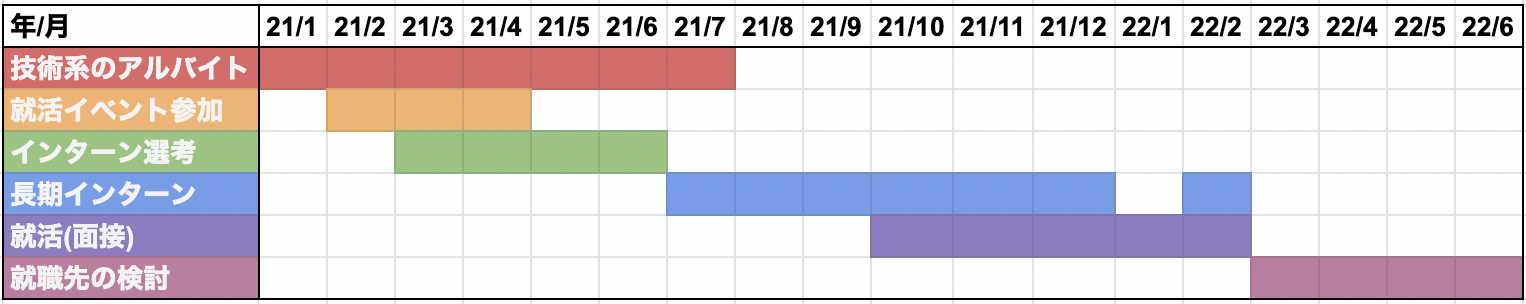 年/月 21/1 21/2 21/3 21/4 21/5 21/6 21/7 21/8 21/9 21/10 21/11 21/12 22/1 22/2 22/3 22/4 22/5 22/6
技術系のアルバイト
就活イベント参加
インターン選考
長期インターン
就活(面接)
就職先の検討